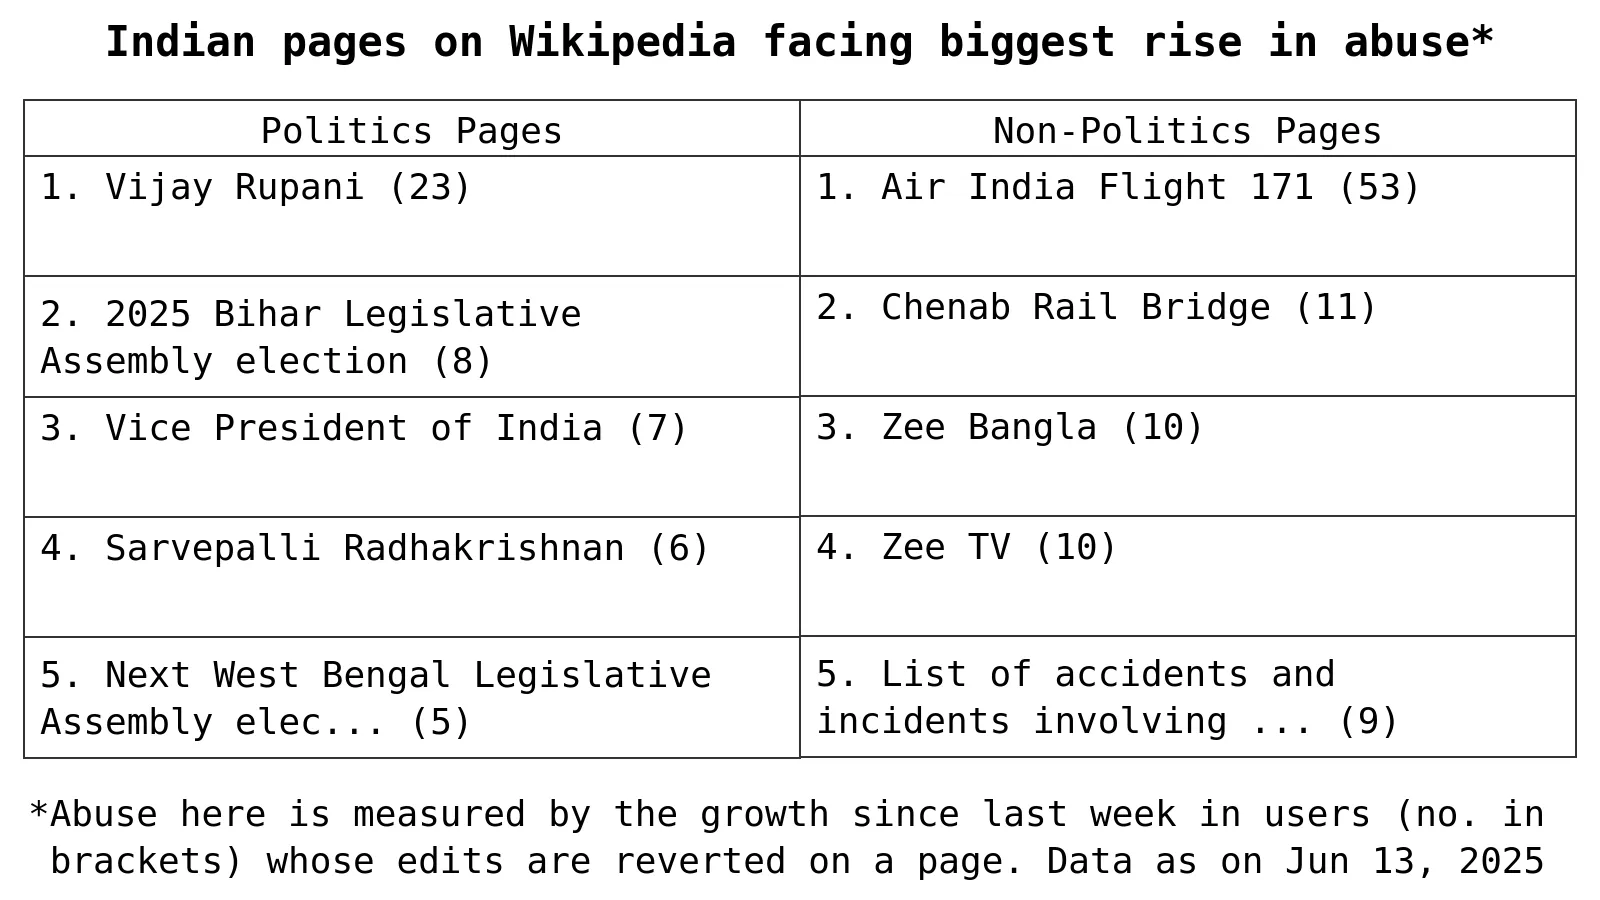 Indian pages on Wikipedia facing biggest rise in abuse*
Politics Pages
Non-Politics Pages
1. Vijay Rupani (23)
1. Air India Flight 171 (53)
2. 2025 Bihar Legislative
Assembly election (8)
2. Chenab Rail Bridge (11)
3. Vice President of India (7)
3. Zee Bangla (10)
4. Sarvepalli Radhakrishnan (6)
4. Zee TV (10)
5. Next West Bengal Legislative
Assembly elec... (5)
5. List of accidents and
incidents involving ... (9)
*Abuse here is measured by the growth since last week in users (no. in
brackets) whose edits are reverted on a page. Data as on Jun 13, 2025